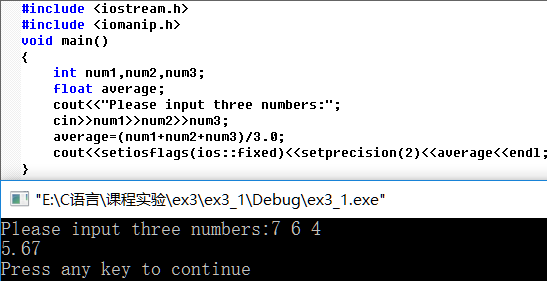 #include <iostream.h>
#include <iomanip.h>
void main()
{
    int num1,num2,num3;
    float average;
    cout<<"Please input three numbers:";
    cin>>num1>>num2>>num3;
    average=(num1+num2+num3)/3.0;
    cout<<setiosflags(ios::fixed)<<setprecision(2)<<average<<endl;
}
"E:\C语言\课程实验\ex3\ex3_1\Debug\ex3_1.exe"
Please input three numbers:7 6 4
5.67
Press any key to continue